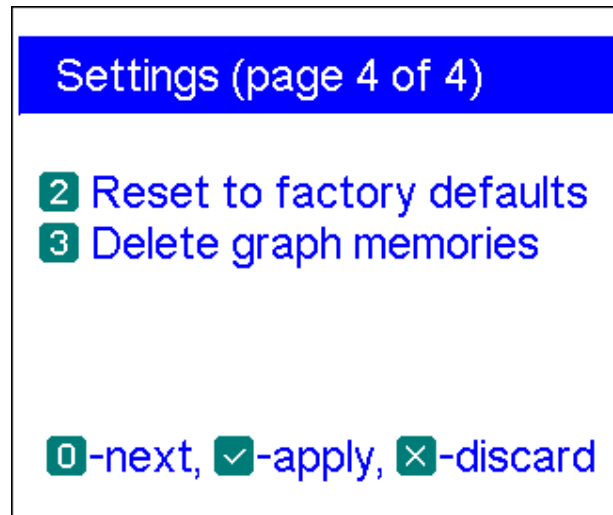 Settings (page 4 of 4)
2 Reset to factory defaults
3 Delete graph memories
0-next, ✓-apply, ×-discard